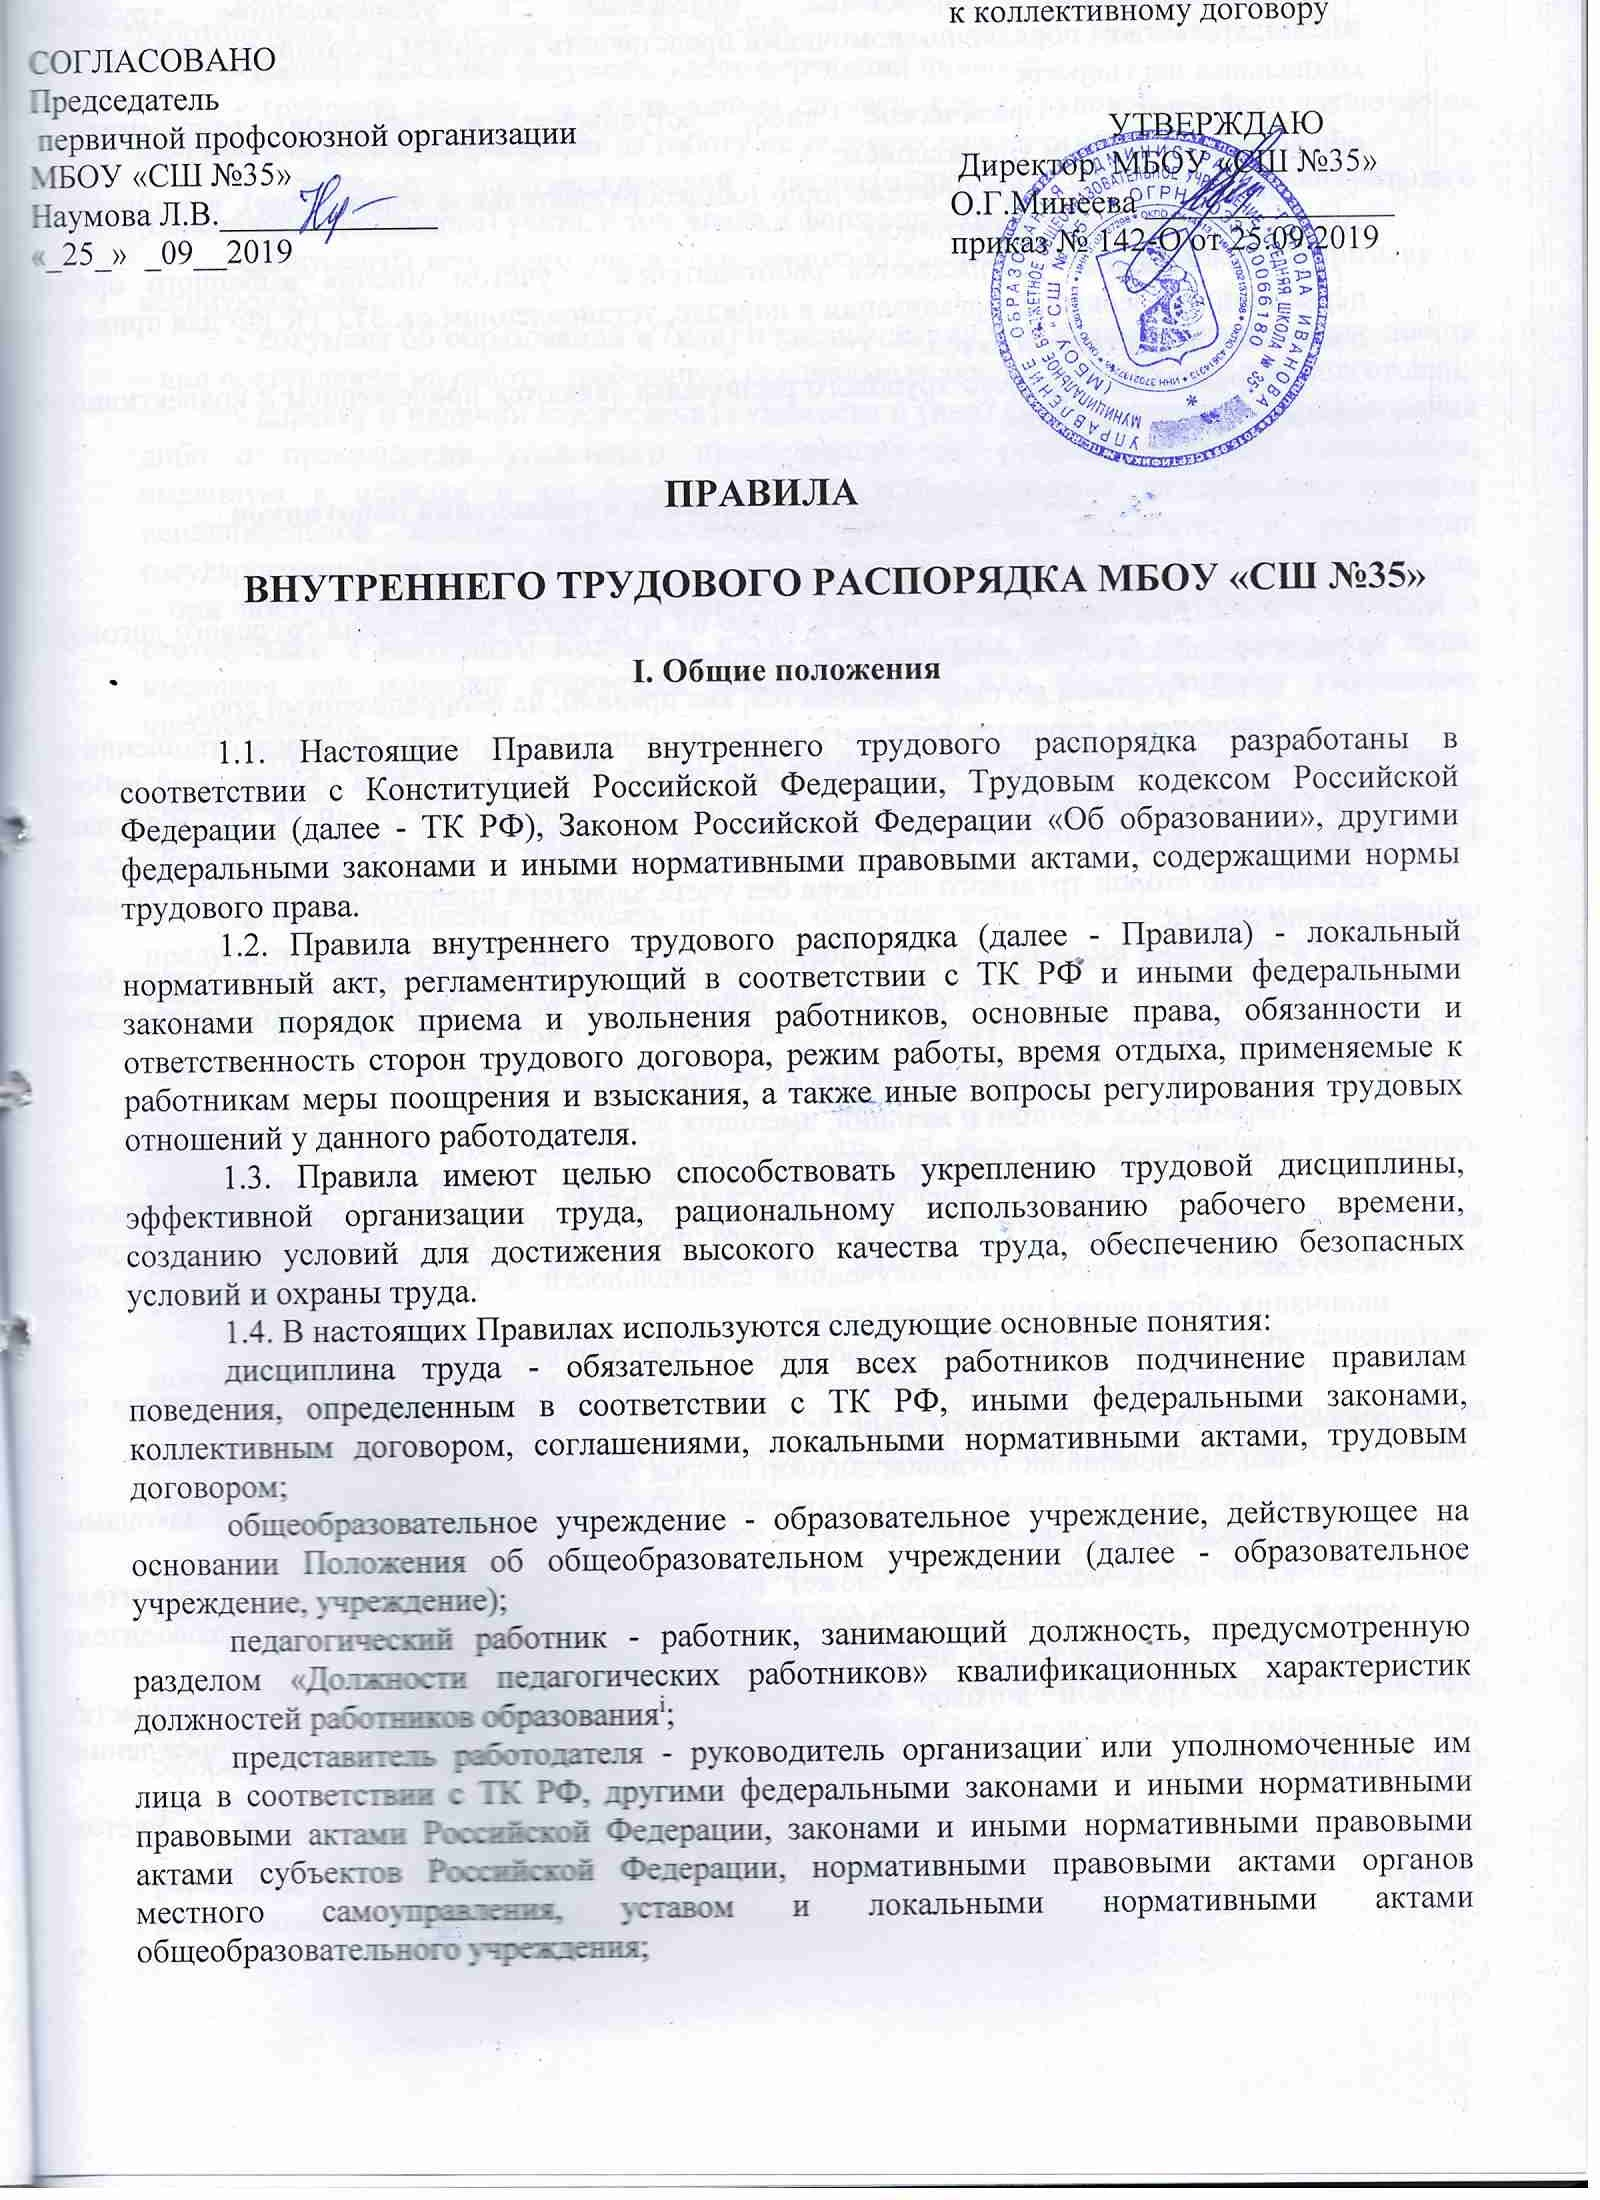 к коллективному договору
СОГЛАСОВАНО
Председатель
первичной профсоюзной организации
МБОУ «СШ №35»
Наумова Л.В.______________
«_25_» _09__2019
УТВЕРЖДАЮ
Директор МБОУ «СШ №35»
О.Г.Минеева________________
приказ № 142-О от 25.09.2019
ПРАВИЛА
ВНУТРЕННЕГО ТРУДОВОГО РАСПОРЯДКА МБОУ «СШ №35»
I. Общие положения
1.1. Настоящие Правила внутреннего трудового распорядка разработаны в
соответствии с Конституцией Российской Федерации, Трудовым кодексом Российской
Федерации (далее - ТК РФ), Законом Российской Федерации «Об образовании», другими
федеральными законами и иными нормативными правовыми актами, содержащими нормы
трудового права.
1.2. Правила внутреннего трудового распорядка (далее - Правила) - локальный
нормативный акт, регламентирующий в соответствии с ТК РФ и иными федеральными
законами порядок приема и увольнения работников, основные права, обязанности и
ответственность сторон трудового договора, режим работы, время отдыха, применяемые к
работникам меры поощрения и взыскания, а также иные вопросы регулирования трудовых
отношений у данного работодателя.
1.3. Правила имеют целью способствовать укреплению трудовой дисциплины,
эффективной организации труда, рациональному использованию рабочего времени,
созданию условий для достижения высокого качества труда, обеспечению безопасных
условий и охраны труда.
1.4. В настоящих Правилах используются следующие основные понятия:
дисциплина труда - обязательное для всех работников подчинение правилам
поведения, определенным в соответствии с ТК РФ, иными федеральными законами,
коллективным договором, соглашениями, локальными нормативными актами, трудовым
договором;
общеобразовательное учреждение - образовательное учреждение, действующее на
основании Положения об общеобразовательном учреждении (далее - образовательное
учреждение, учреждение);
педагогический работник - работник, занимающий должность, предусмотренную
разделом «Должности педагогических работников» квалификационных характеристик
должностей работников образованияⁱ;
представитель работодателя - руководитель организации или уполномоченные им
лица в соответствии с ТК РФ, другими федеральными законами и иными нормативными
правовыми актами Российской Федерации, законами и иными нормативными правовыми
актами субъектов Российской Федерации, нормативными правовыми актами органов
местного самоуправления, уставом и локальными нормативными актами
общеобразовательного учреждения;